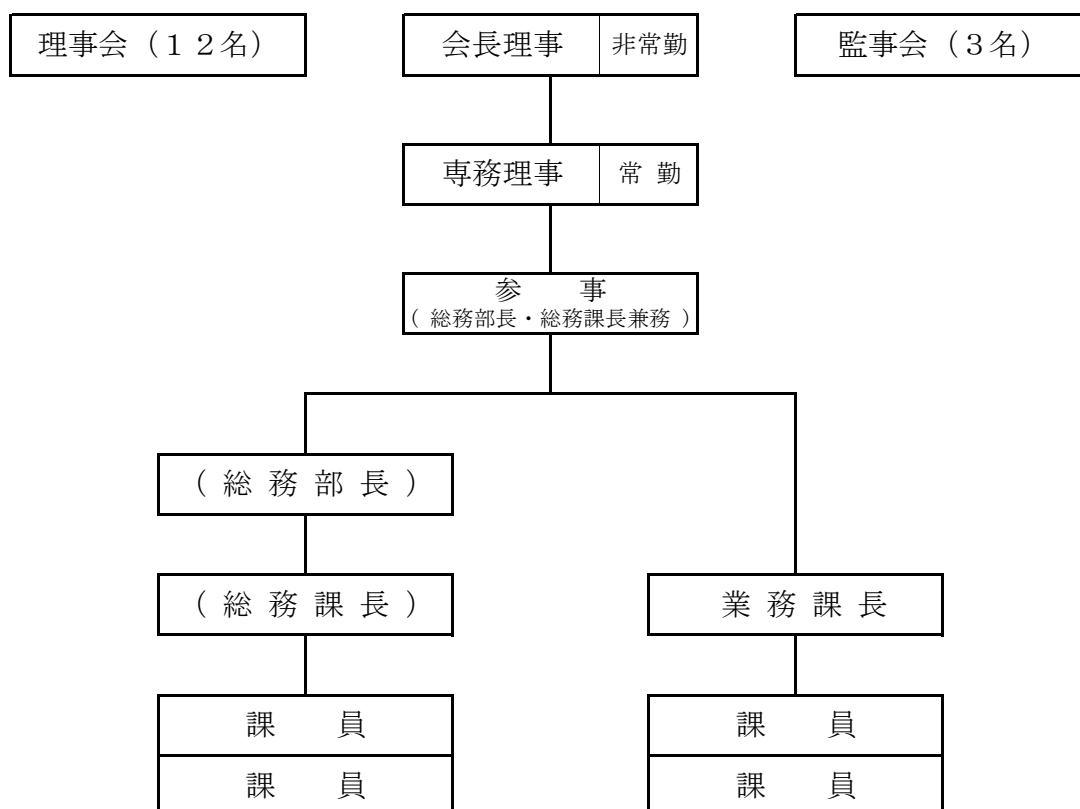 理事会（１２名）
会長理事 非常勤
監事会（３名）
専務理事 常 勤
参　事
( 総務部長・総務課長兼務 )
( 総 務 部 長 )
( 総 務 課 長 )
業 務 課 長
課　員
課　員
課　員
課　員